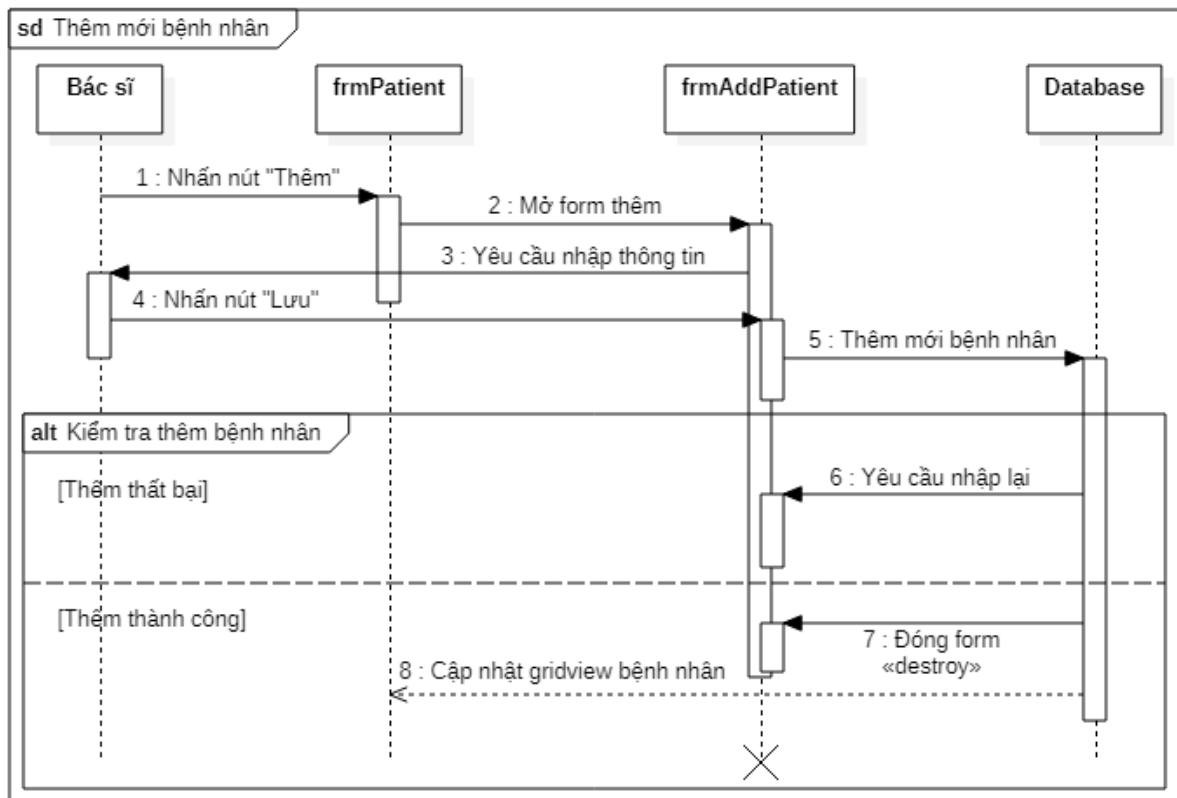 sd Thêm mới bệnh nhân
Bác sĩ
frmPatient
frmAddPatient
Database
1 : Nhấn nút "Thêm"
2 : Mở form thêm
3 : Yêu cầu nhập thông tin
4 : Nhấn nút "Lưu"
5 : Thêm mới bệnh nhân
alt Kiểm tra thêm bệnh nhân
[Thêm thất bại]
6 : Yêu cầu nhập lại
[Thêm thành công]
7 : Đóng form
«destroy»
8 : Cập nhật gridview bệnh nhân